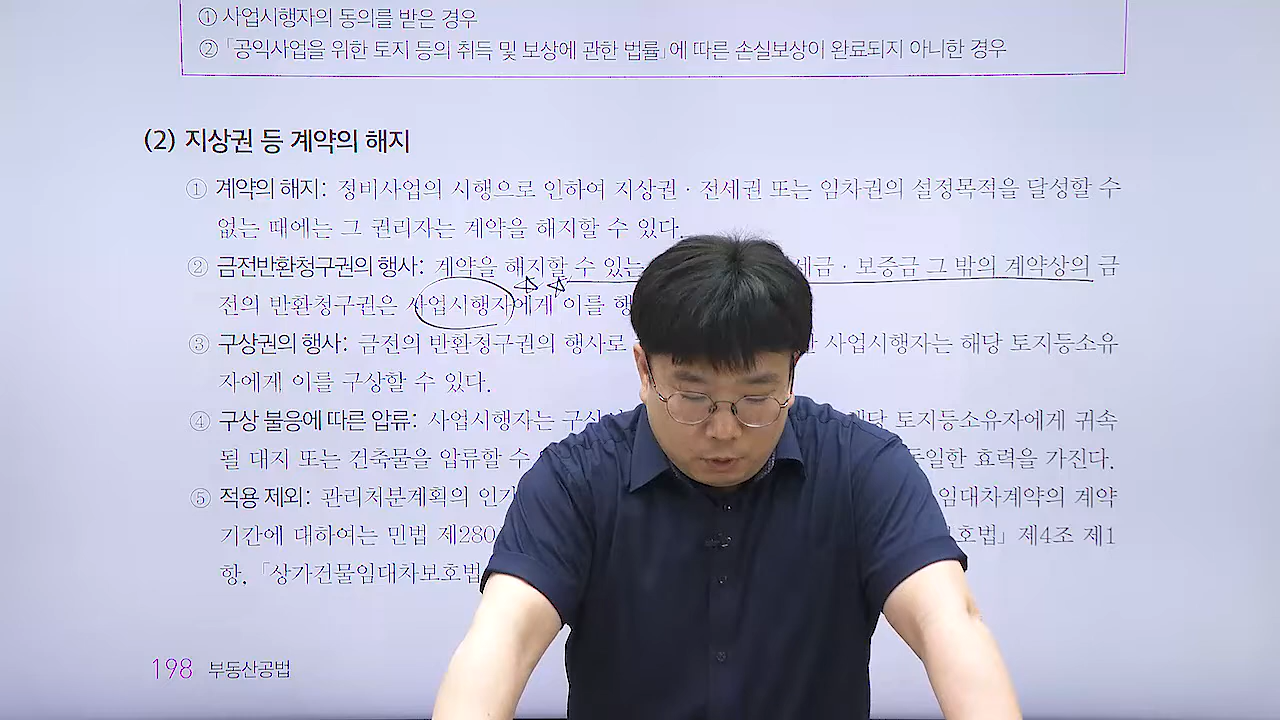 ① 사업시행자의 동의를 받은 경우
② 「공익사업을 위한 토지 등의 취득 및 보상에 관한 법률」에 따른 손실보상이 완료되지 아니한 경우
(2) 지상권 등 계약의 해지
① 계약의 해지: 정비사업의 시행으로 인하여 지상권 · 전세권 또는 임차권의 설정목적을 달성할 수
없는 때에는 그 권리자는 계약을 해지할 수 있다.
② 금전반환청구권의 행사: 계약을 해지할 수 있는 세금 · 보증금 그 밖의 계약상의 금
전의 반환청구권은 사업시행자에게 이를 행
③ 구상권의 행사: 금전의 반환청구권의 행사로 사업시행자는 해당 토지등소유
자에게 이를 구상할 수 있다.
④ 구상 불응에 따른 압류: 사업시행자는 구상 해당 토지등소유자에게 귀속
될 대지 또는 건축물을 압류할 수 동일한 효력을 가진다.
⑤ 적용 제외: 관리처분계획의 인가 임대차계약의 계약
기간에 대하여는 민법 제280 호법」 제4조 제1
항, 「상가건물임대차보호법
198 부동산공법